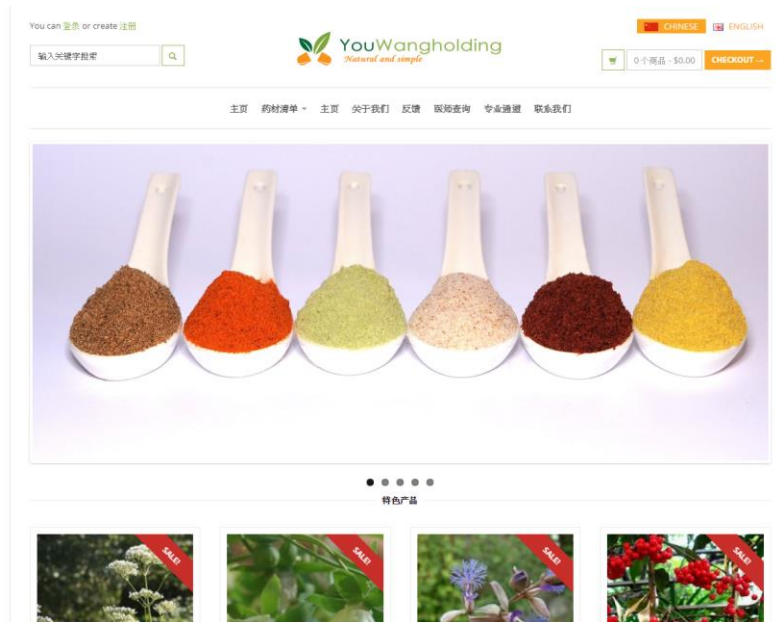 You can 登录 or create 注册
CHINESE
ENGLISH
输入关键字搜索
YouWangholding
Natural and simple
0 个商品 - $0.00
CHECKOUT →
主页 药材清单 主页 关于我们 反馈 医师查询 专业通道 联系我们
特色产品
SALE!
SALE!
SALE!
SALE!